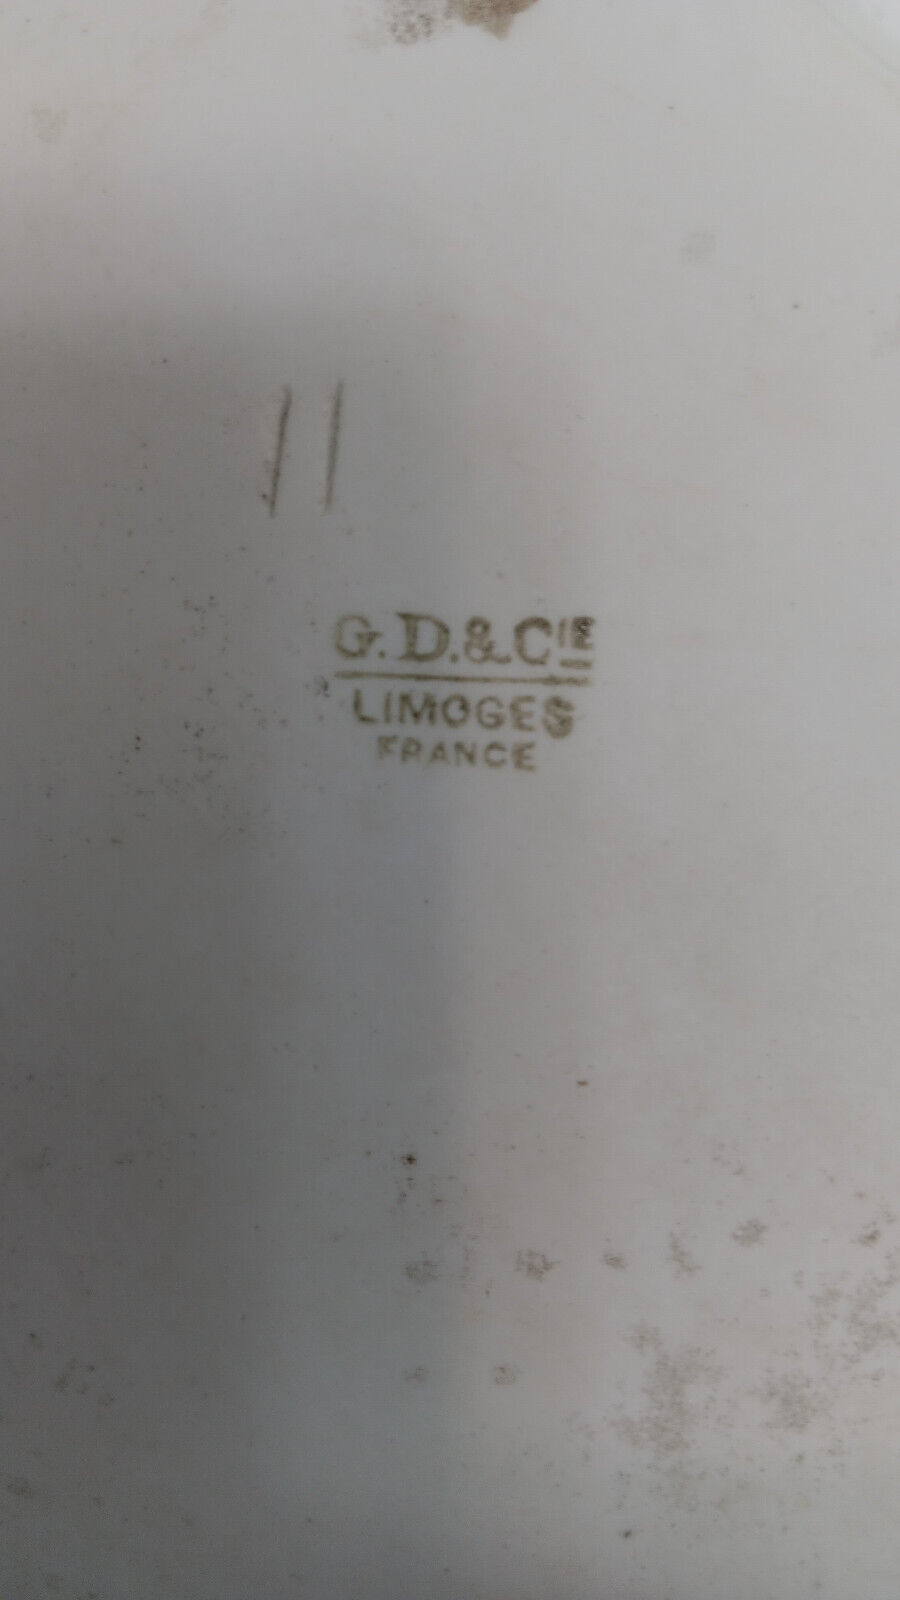 11
G. D. & CIE
LIMOGES
FRANCE